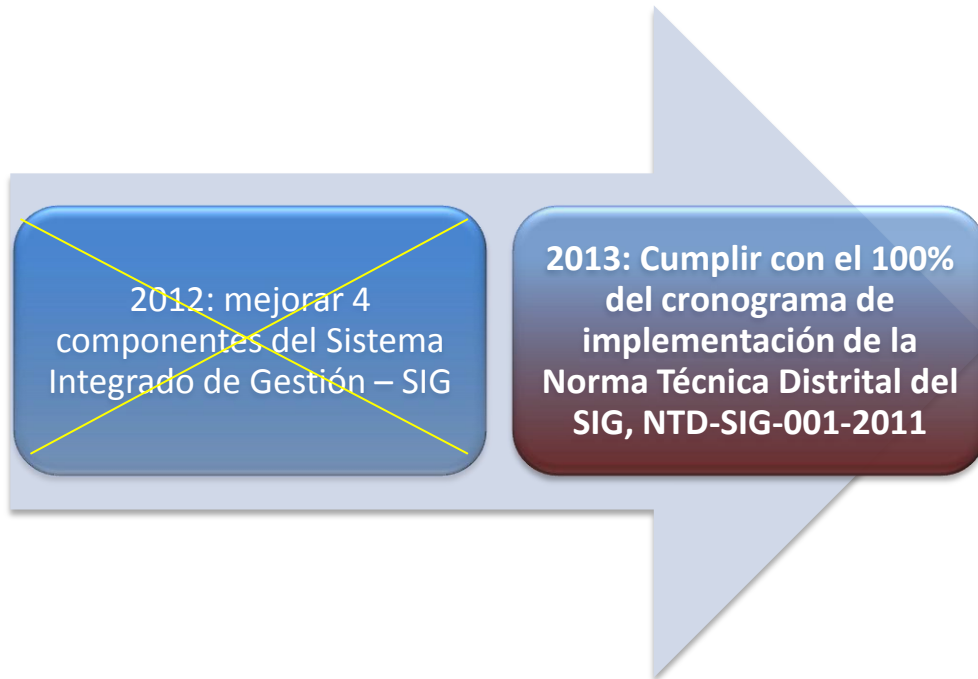 2012: mejorar 4
componentes del Sistema
Integrado de Gestión – SIG
2013: Cumplir con el 100%
del cronograma de
implementación de la
Norma Técnica Distrital del
SIG, NTD-SIG-001-2011